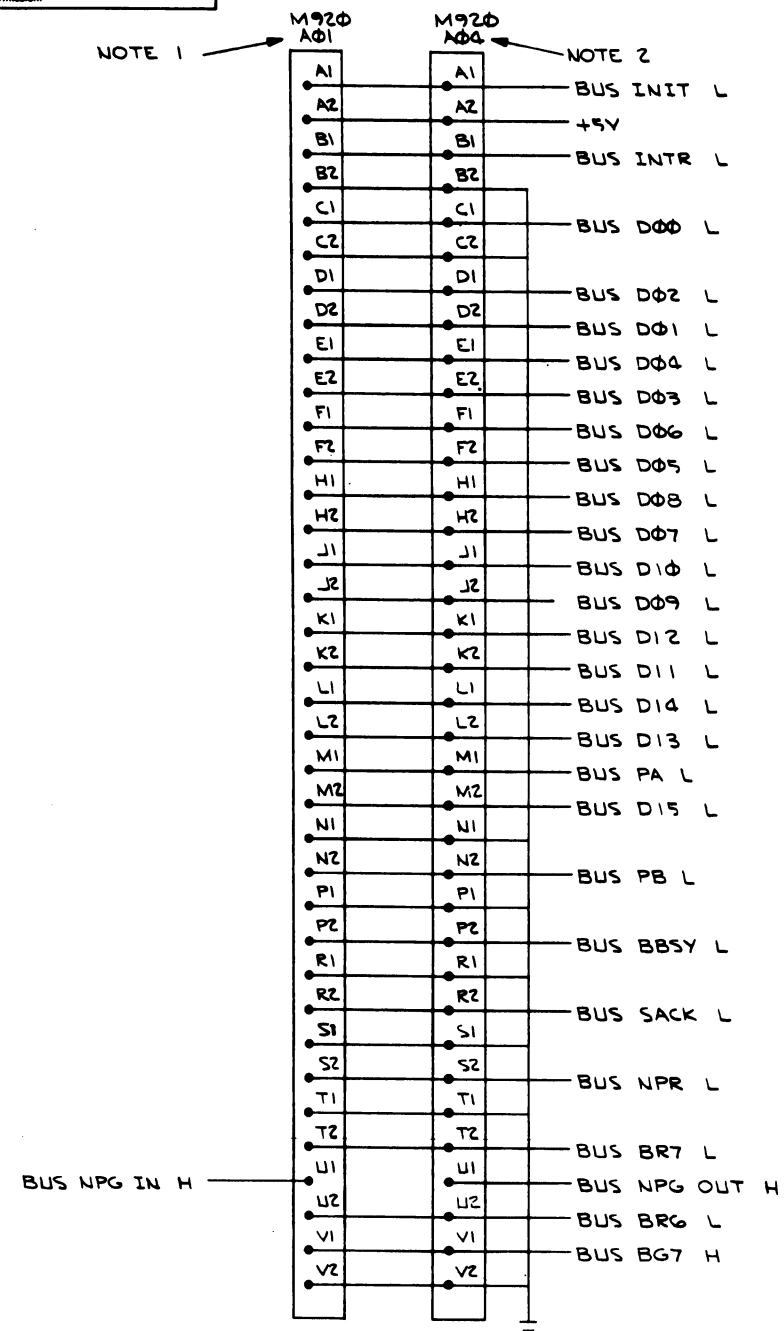 M92Φ M92Φ
AΦ1 AΦ4
NOTE 1 NOTE 2
A1 A1 BUS INIT L
A2 A2 +5V
B1 B1 BUS INTR L
B2 B2
C1 C1 BUS DΦΦ L
C2 C2
D1 D1 BUS DΦ2 L
D2 D2 BUS DΦ1 L
E1 E1 BUS DΦ4 L
E2 E2 BUS DΦ3 L
F1 F1 BUS DΦ6 L
F2 F2 BUS DΦ5 L
H1 H1 BUS DΦ8 L
H2 H2 BUS DΦ7 L
J1 J1 BUS D1Φ L
J2 J2 BUS DΦ9 L
K1 K1 BUS D12 L
K2 K2 BUS D11 L
L1 L1 BUS D14 L
L2 L2 BUS D13 L
M1 M1 BUS PA L
M2 M2 BUS D15 L
N1 N1
N2 N2 BUS PB L
P1 P1
P2 P2 BUS BBSY L
R1 R1
R2 R2 BUS SACK L
S1 S1
S2 S2 BUS NPR L
T1 T1
T2 T2 BUS BR7 L
BUS NPG IN H U1 U1 BUS NPG OUT H
U2 U2 BUS BR6 L
V1 V1 BUS BG7 H
V2 V2